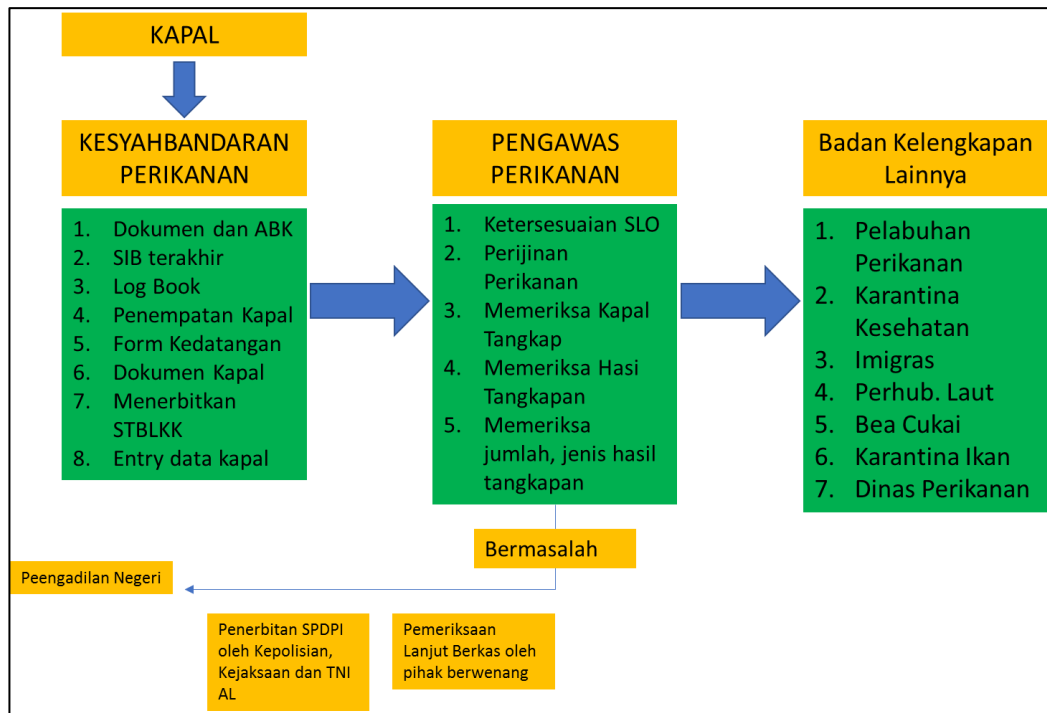 KAPAL
KESYAHBANDARAN
PERIKANAN
1. Dokumen dan ABK
2. SIB terakhir
3. Log Book
4. Penempatan Kapal
5. Form Kedatangan
6. Dokumen Kapal
7. Menerbitkan
STBLKK
8. Entry data kapal
PENGAWAS
PERIKANAN
1. Ketersesuaian SLO
2. Perijinan
Perikanan
3. Memeriksa Kapal
Tangkap
4. Memeriksa Hasi
Tangkapan
5. Memeriksa
jumlah, jenis hasil
tangkapan
Badan Kelengkapan
Lainnya
1. Pelabuhan
Perikanan
2. Karantina
Kesehatan
3. Imigras
4. Perhub. Laut
5. Bea Cukai
6. Karantina Ikan
7. Dinas Perikanan
Bermasalah
Peengadilan Negeri
Penerbitan SPDPI
oleh Kepolisian,
Kejaksaan dan TNI
AL
Pemeriksaan
Lanjut Berkas oleh
pihak berwenang